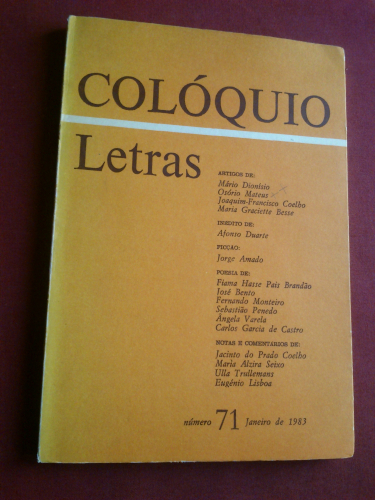 COLÓQUIO
Letras
ARTIGOS DE:
Mário Dionísio
Osório Mateus
Joaquim-Francisco Coelho
Maria Graciette Besse
INÉDITO DE:
Afonso Duarte
FICÇÃO:
Jorge Amado
POESIA DE:
Fiama Hasse Pais Brandão
José Bento
Fernando Monteiro
Sebastião Penedo
Ângela Varela
Carlos Garcia de Castro
NOTAS E COMENTÁRIOS DE:
Jacinto do Prado Coelho
Maria Alzira Seixo
Ulla Trullemans
Eugénio Lisboa
número 71 Janeiro de 1983